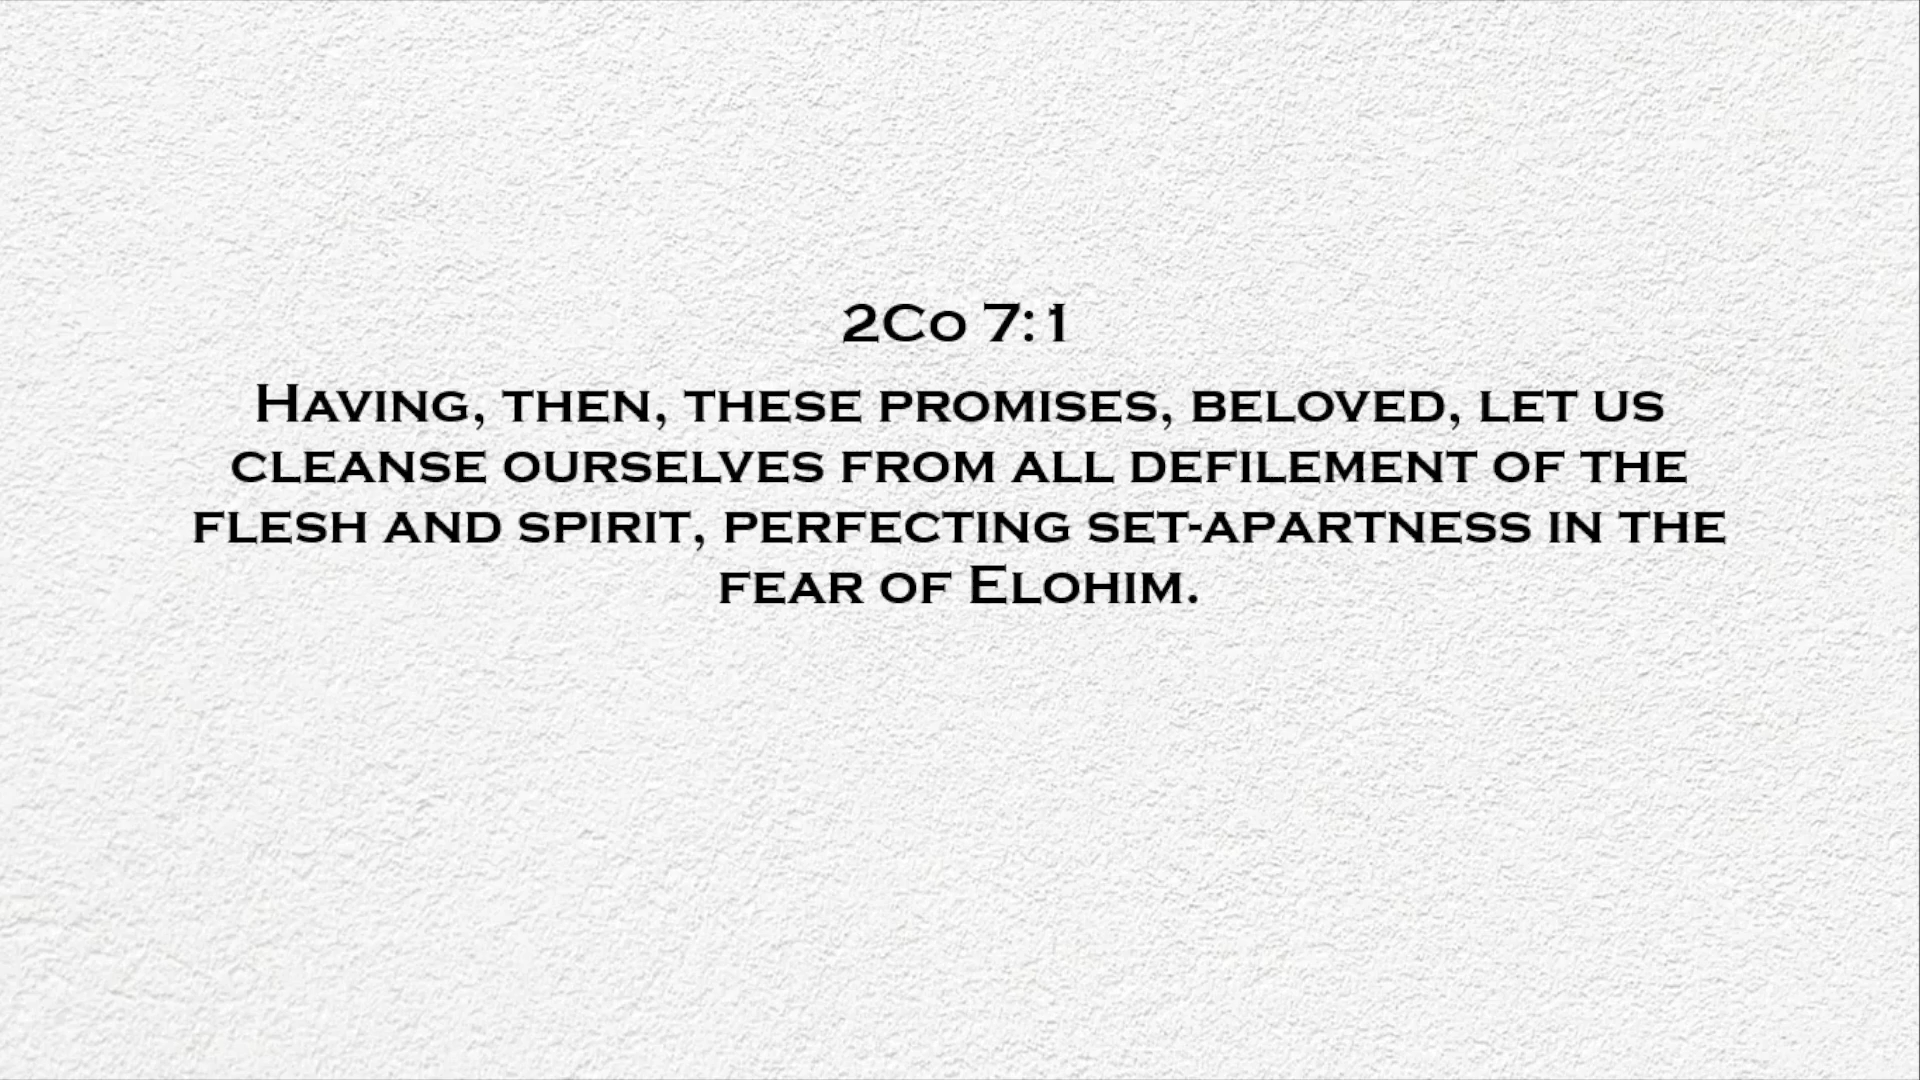 2Co 7:1
Having, then, these promises, beloved, let us
cleanse ourselves from all defilement of the
flesh and spirit, perfecting set-apartness in the
fear of Elohim.